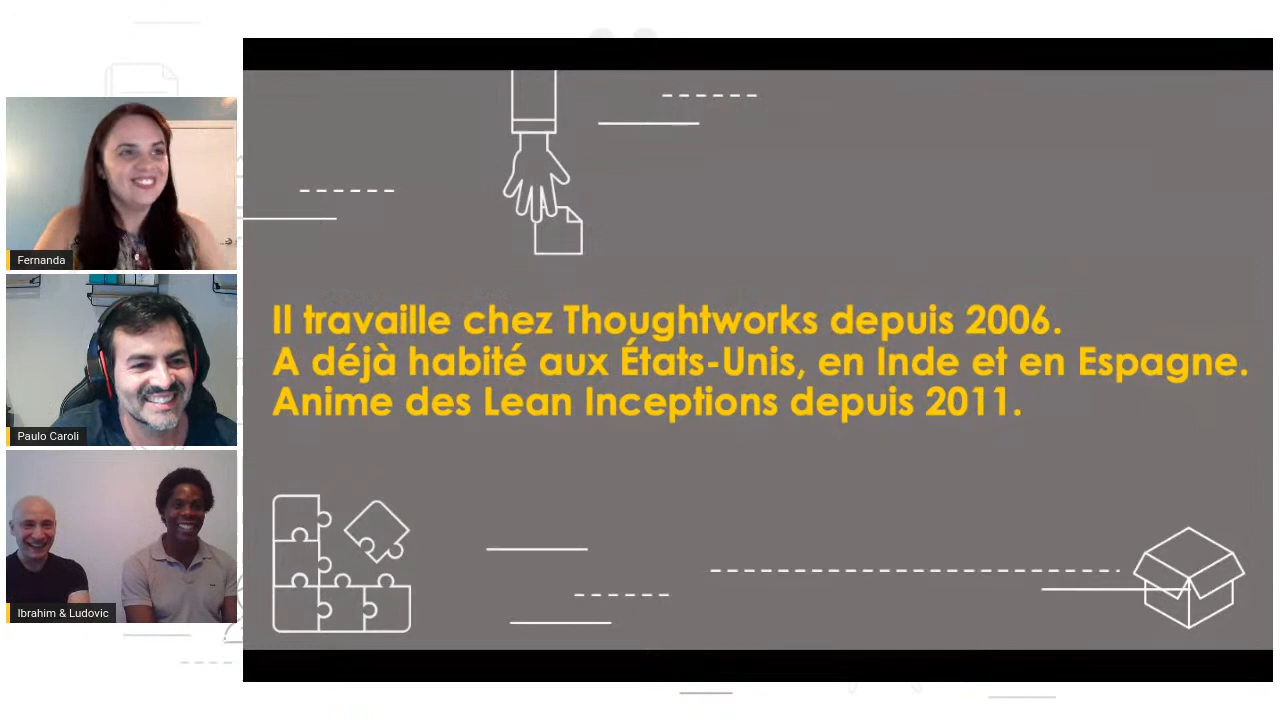 Fernanda
Paulo Caroli
Ibrahim & Ludovic
Il travaille chez Thoughtworks depuis 2006.
A déjà habité aux États-Unis, en Inde et en Espagne.
Anime des Lean Inceptions depuis 2011.